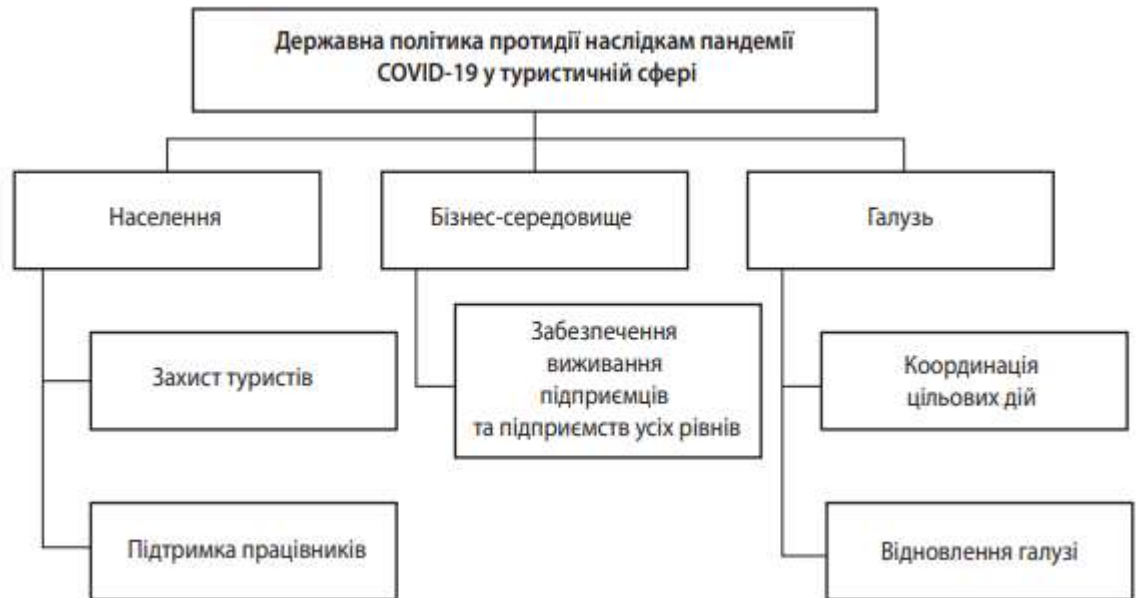 Державна політика протидії наслідкам пандемії
COVID-19 у туристичній сфері
Населення
Бізнес-середовище
Галузь
Захист туристів
Забезпечення
виживання
підприємців
та підприємств усіх рівнів
Координація
цільових дій
Підтримка працівників
Відновлення галузі